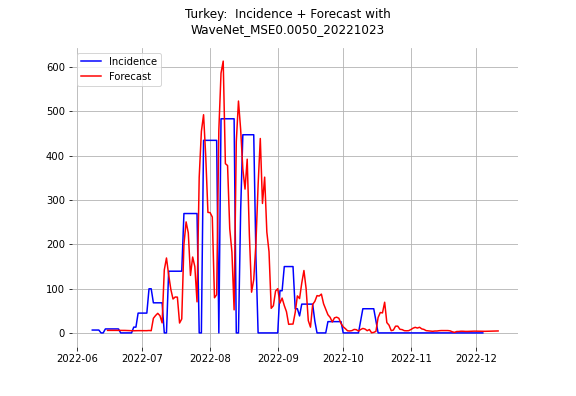 Turkey:  Incidence + Forecast with
WaveNet_MSE0.0050_20221023
Incidence
Forecast
600
500
400
300
200
100
0
2022-06 2022-07 2022-08 2022-09 2022-10 2022-11 2022-12